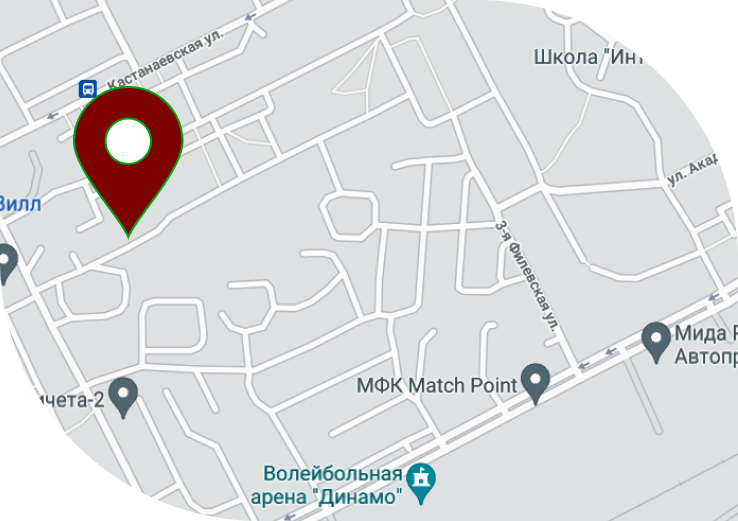 Школа "Инт
Кастанаевская ул.
ул. Акад
Вилл
3-я Филевская ул.
Мида
Автопр
МФК Match Point
ичета-2
Волейбольная
арена "Динамо"